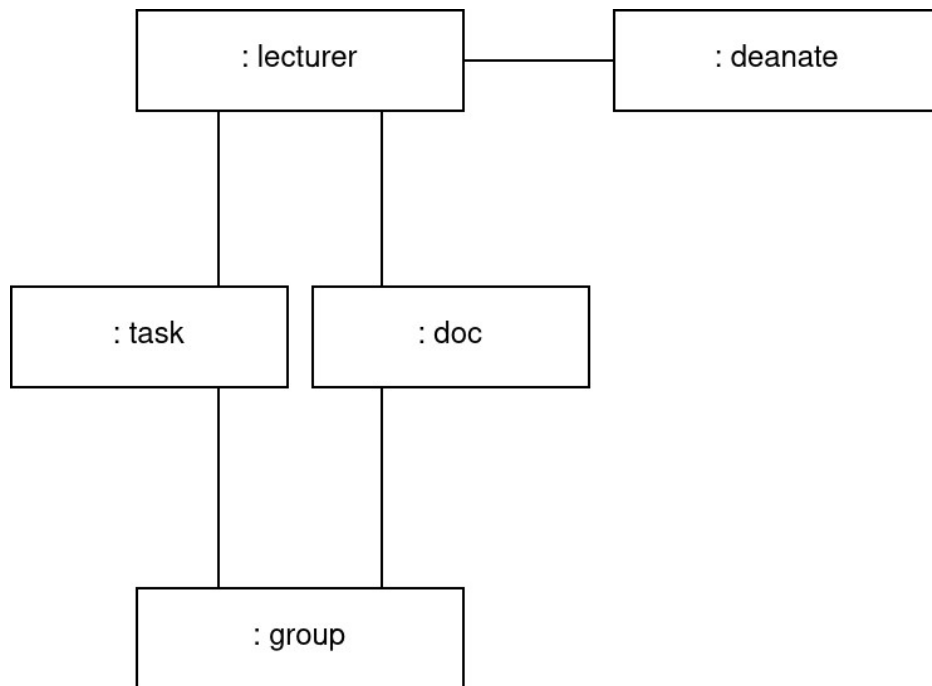 : lecturer
: deanate
: task
: doc
: group